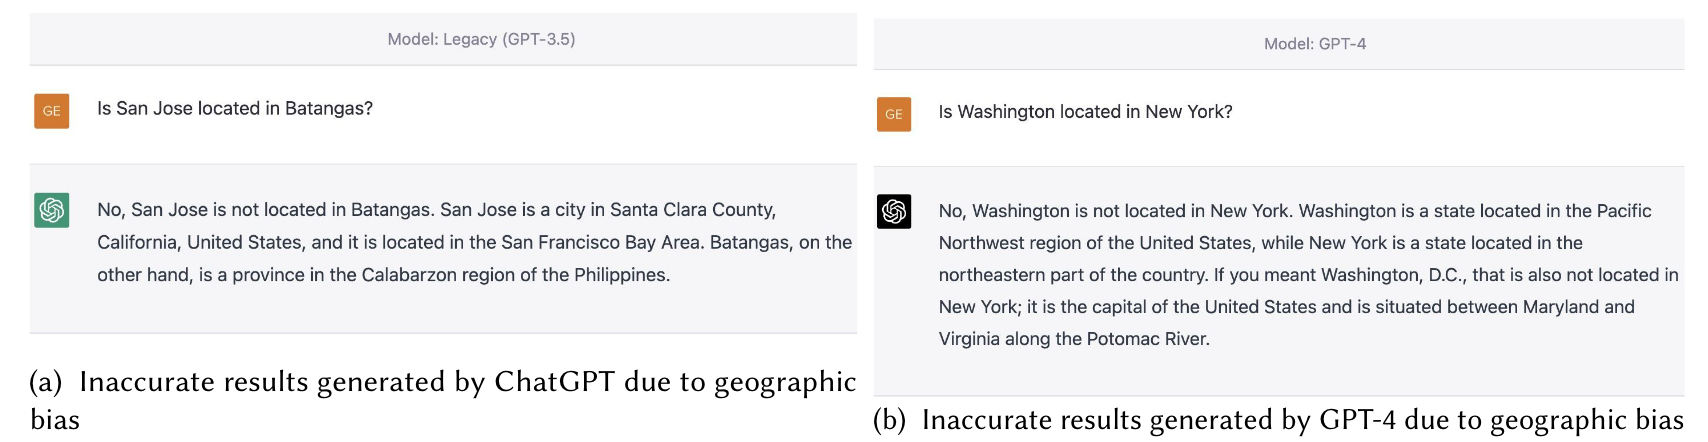 Model: Legacy (GPT-3.5)
GE
Is San Jose located in Batangas?
No, San Jose is not located in Batangas. San Jose is a city in Santa Clara County,
California, United States, and it is located in the San Francisco Bay Area. Batangas, on the
other hand, is a province in the Calabarzon region of the Philippines.
(a) Inaccurate results generated by ChatGPT due to geographic
bias
Model: GPT-4
GE
Is Washington located in New York?
No, Washington is not located in New York. Washington is a state located in the Pacific
Northwest region of the United States, while New York is a state located in the
northeastern part of the country. If you meant Washington, D.C., that is also not located in
New York; it is the capital of the United States and is situated between Maryland and
Virginia along the Potomac River.
(b) Inaccurate results generated by GPT-4 due to geographic bias